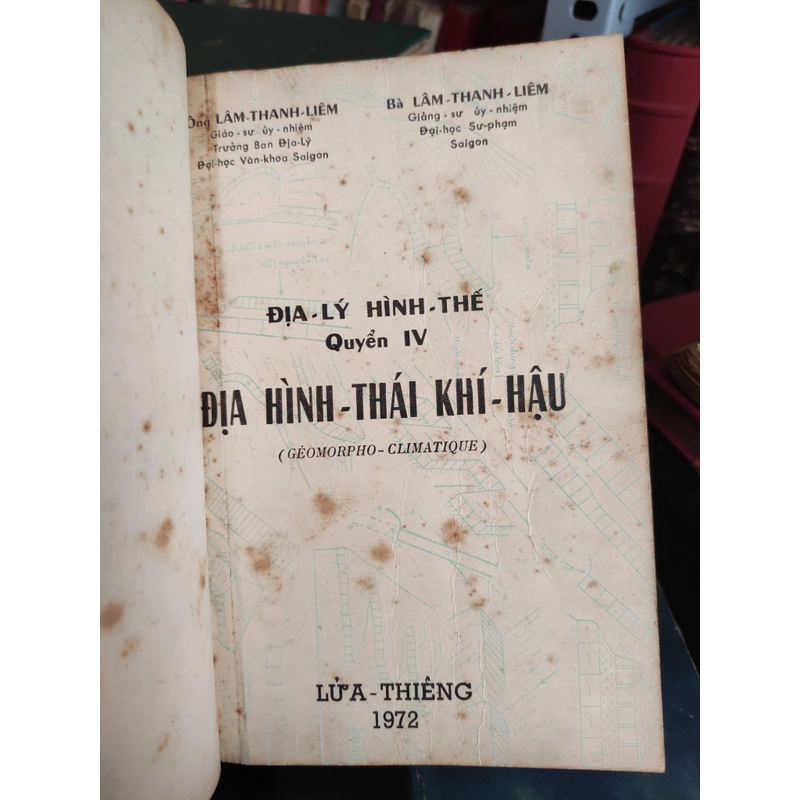 Ông LÂM-THANH-LIÊM
Giáo-sư ủy-nhiệm
Trưởng Ban Địa-Lý
Đại-học Văn-khoa Saigon
Bà LÂM-THANH-LIÊM
Giảng-sư ủy-nhiệm
Đại-học Sư-phạm
Saigon
ĐỊA-LÝ HÌNH-THẾ
Quyển IV
ĐỊA HÌNH-THÁI KHÍ-HẬU
(GÉOMORPHO-CLIMATIQUE)
LỬA-THIÊNG
1972